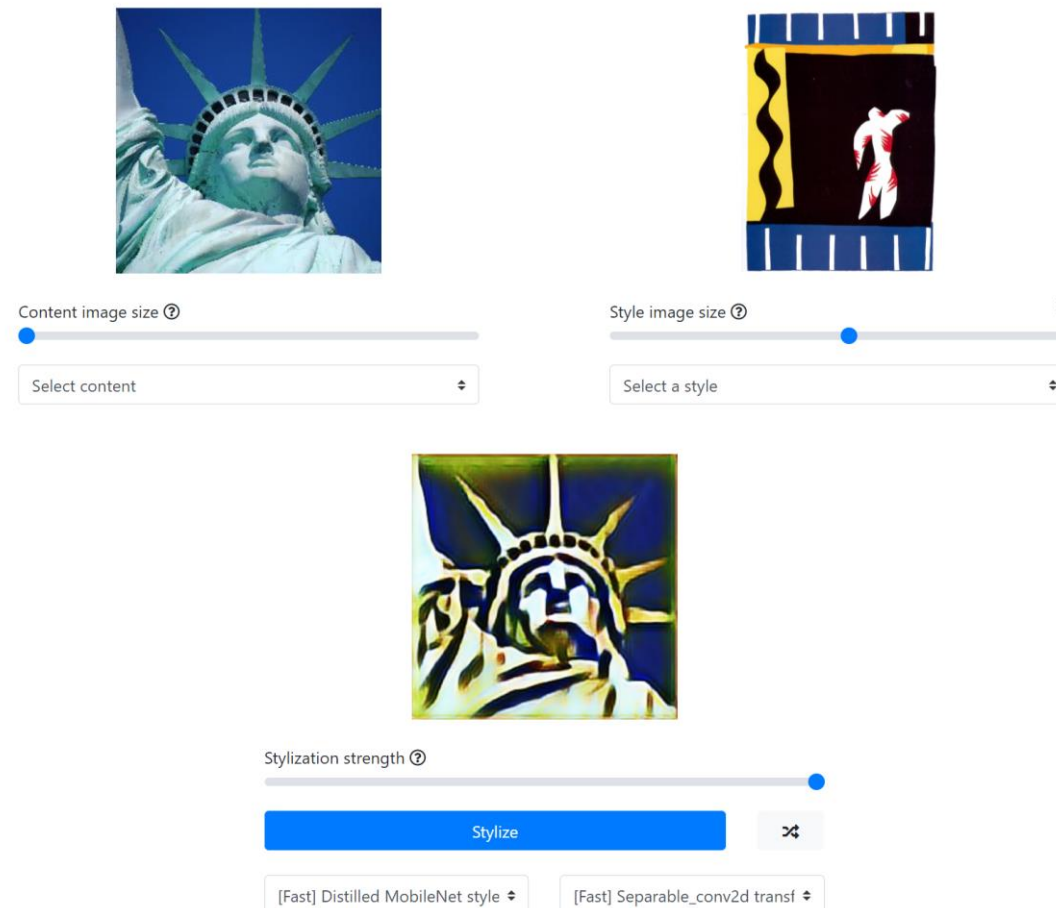 Content image size
Style image size
Select content
Select a style
Stylization strength
Stylize
[Fast] Distilled MobileNet style
[Fast] Separable_conv2d transf